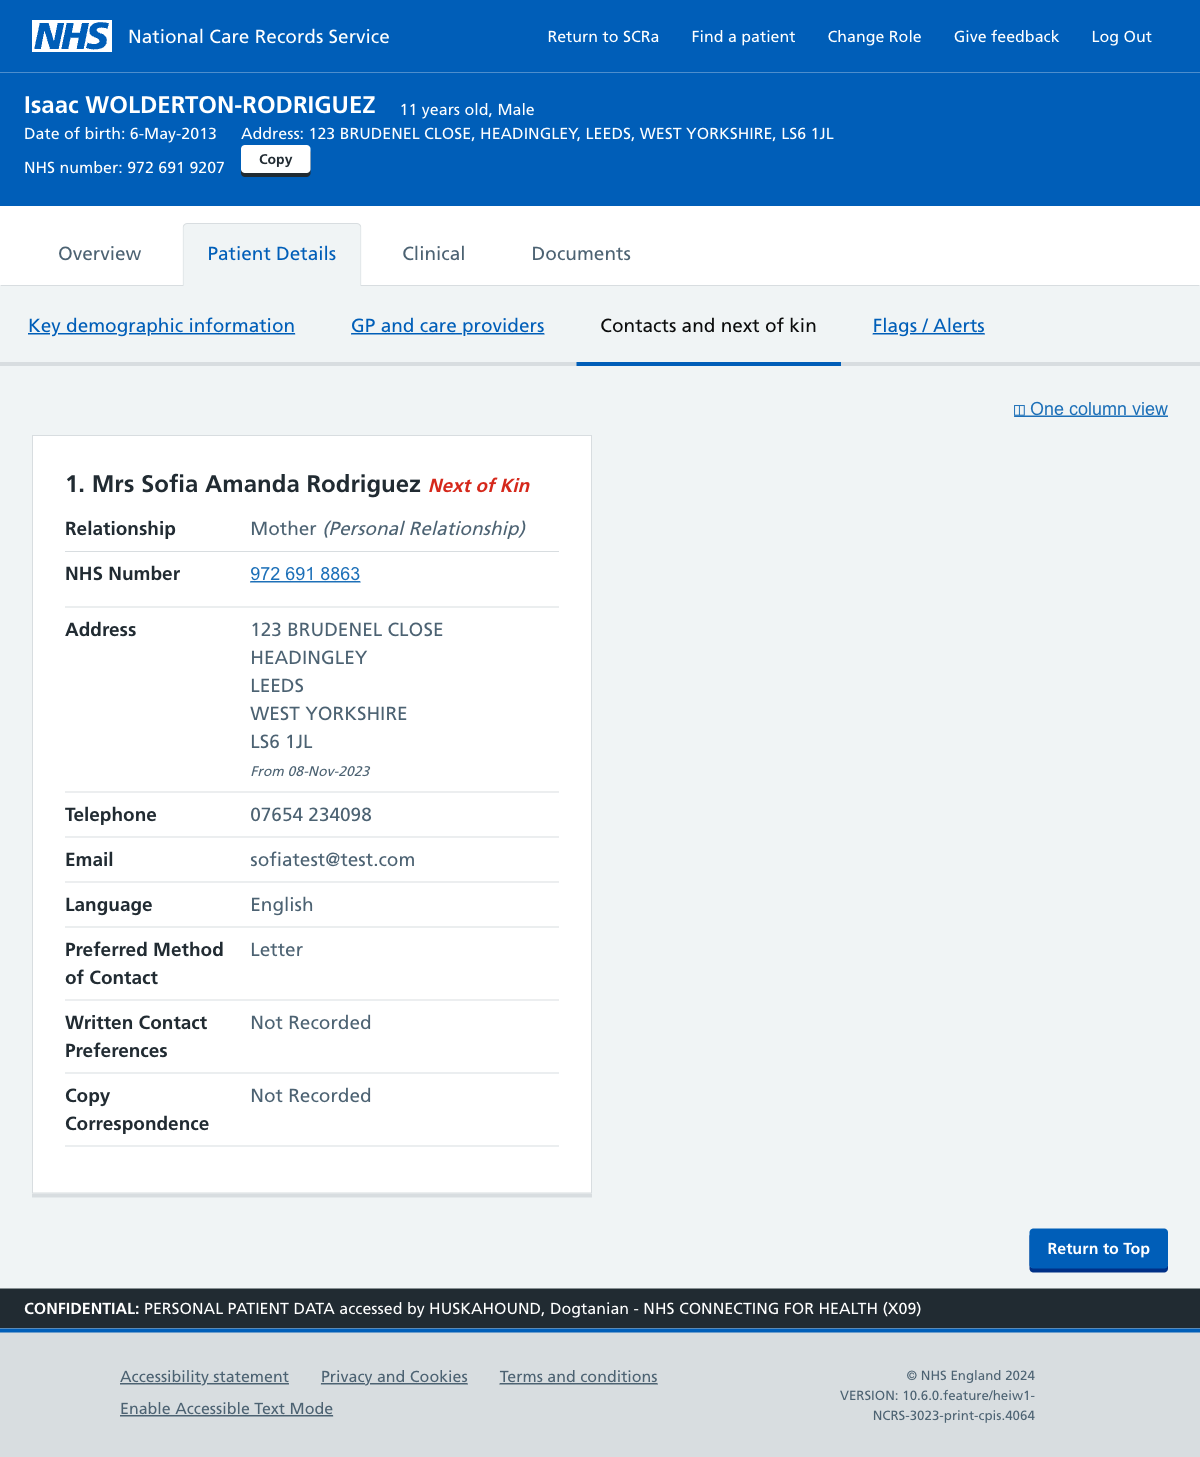 NHS National Care Records Service Return to SCRa Find a patient Change Role Give feedback Log Out
Isaac WOLDERTON-RODRIGUEZ 11 years old, Male
Date of birth: 6-May-2013 Address: 123 BRUDENEL CLOSE, HEADINGLEY, LEEDS, WEST YORKSHIRE, LS6 1JL
NHS number: 972 691 9207 Copy
Overview Patient Details Clinical Documents
Key demographic information GP and care providers Contacts and next of kin Flags / Alerts
One column view
1. Mrs Sofia Amanda Rodriguez Next of Kin
Relationship Mother (Personal Relationship)
NHS Number 972 691 8863
Address 123 BRUDENEL CLOSE
HEADINGLEY
LEEDS
WEST YORKSHIRE
LS6 1JL
From 08-Nov-2023
Telephone 07654 234098
Email sofiatest@test.com
Language English
Preferred Method Letter
of Contact
Written Contact Not Recorded
Preferences
Copy Not Recorded
Correspondence
Return to Top
CONFIDENTIAL: PERSONAL PATIENT DATA accessed by HUSKAHOUND, Dogtanian - NHS CONNECTING FOR HEALTH (X09)
Accessibility statement Privacy and Cookies Terms and conditions
Enable Accessible Text Mode
© NHS England 2024
VERSION: 10.6.0.feature/heiw1-
NCRS-3023-print-cpis.4064